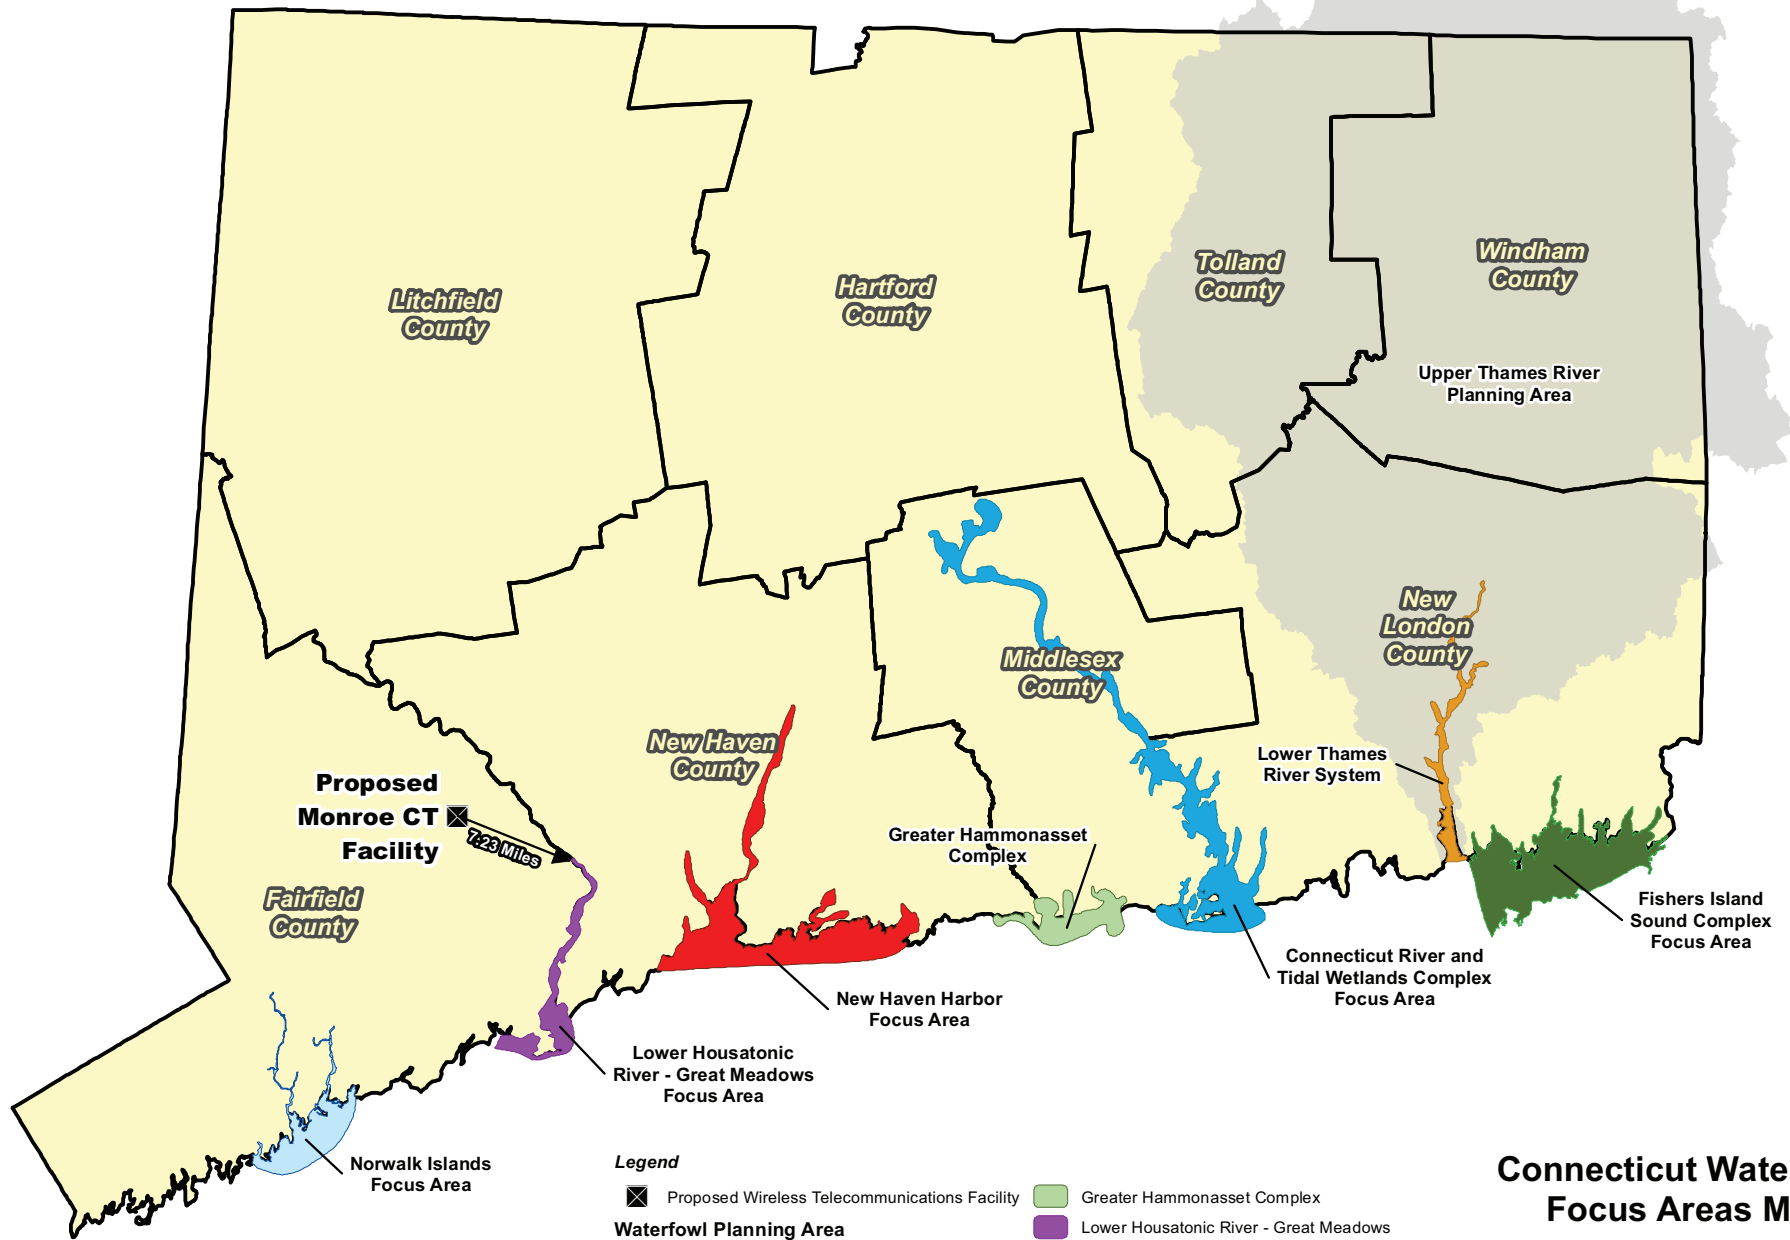 Litchfield
County
Hartford
County
Tolland
County
Windham
County
Upper Thames River
Planning Area
New
London
County
Middlesex
County
New Haven
County
Lower Thames
River System
Proposed
Monroe CT
Facility
7.23 Miles
Greater Hammonasset
Complex
Fairfield
County
Fishers Island
Sound Complex
Focus Area
Connecticut River and
Tidal Wetlands Complex
Focus Area
New Haven Harbor
Focus Area
Lower Housatonic
River - Great Meadows
Focus Area
Norwalk Islands
Focus Area
Legend
Proposed Wireless Telecommunications Facility
Waterfowl Planning Area
Greater Hammonasset Complex
Lower Housatonic River - Great Meadows
Connecticut Wate
Focus Areas M